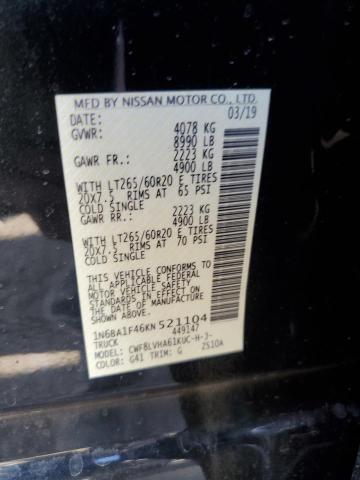 MFD BY NISSAN MOTOR CO., LTD.
DATE: 03/19
GVWR: 4078 KG
8990 LB
GAWR FR: 2223 KG
4900 LB
WITH LT265/60R20 E TIRES
20X7.5 RIMS AT 65 PSI
COLD SINGLE
GAWR RR: 2223 KG
4900 LB
WITH LT265/60R20 E TIRES
20X7.5 RIMS AT 70 PSI
COLD SINGLE
THIS VEHICLE CONFORMS TO
ALL APPLICABLE FEDERAL
MOTOR VEHICLE SAFETY
STANDARDS IN EFFECT ON
THE DATE OF MANUFACTURE
SHOWN ABOVE.
1N6BA1F46KN521104
TRUCK 449147
MODEL: CWF8LVHA61KUC-H-J-
COLOR: G41 TRIM: G ZS10A